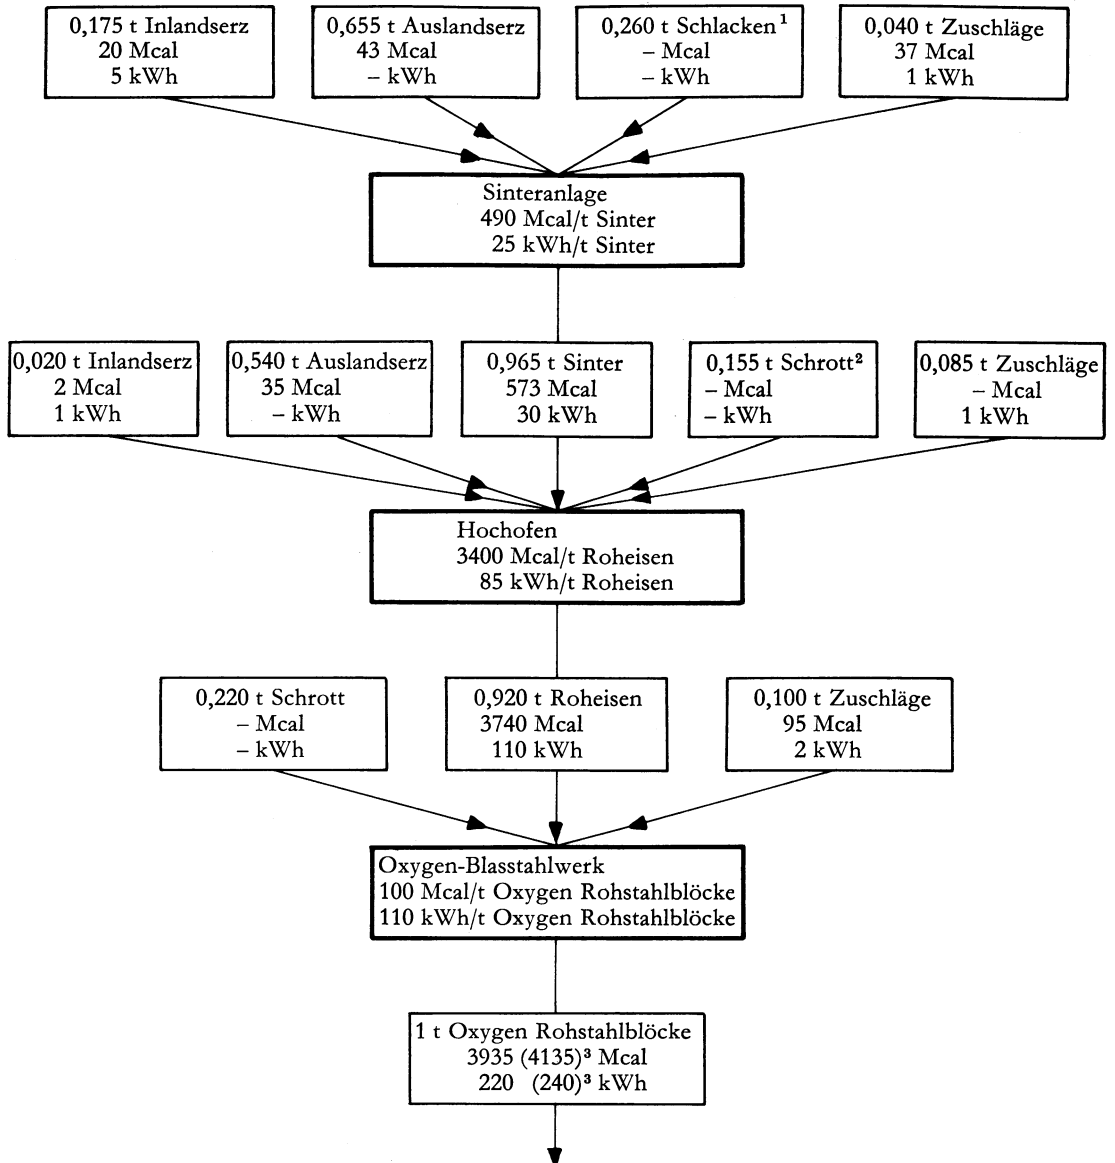 0,175 t Inlandserz
20 Mcal
5 kWh
0,655 t Auslandserz
43 Mcal
– kWh
0,260 t Schlacken¹
– Mcal
– kWh
0,040 t Zuschläge
37 Mcal
1 kWh
Sinteranlage
490 Mcal/t Sinter
25 kWh/t Sinter
0,020 t Inlandserz
2 Mcal
1 kWh
0,540 t Auslandserz
35 Mcal
– kWh
0,965 t Sinter
573 Mcal
30 kWh
0,155 t Schrott²
– Mcal
– kWh
0,085 t Zuschläge
– Mcal
1 kWh
Hochofen
3400 Mcal/t Roheisen
85 kWh/t Roheisen
0,220 t Schrott
– Mcal
– kWh
0,920 t Roheisen
3740 Mcal
110 kWh
0,100 t Zuschläge
95 Mcal
2 kWh
Oxygen-Blasstahlwerk
100 Mcal/t Oxygen Rohstahlblöcke
110 kWh/t Oxygen Rohstahlblöcke
1 t Oxygen Rohstahlblöcke
3935 (4135)³ Mcal
220 (240)³ kWh